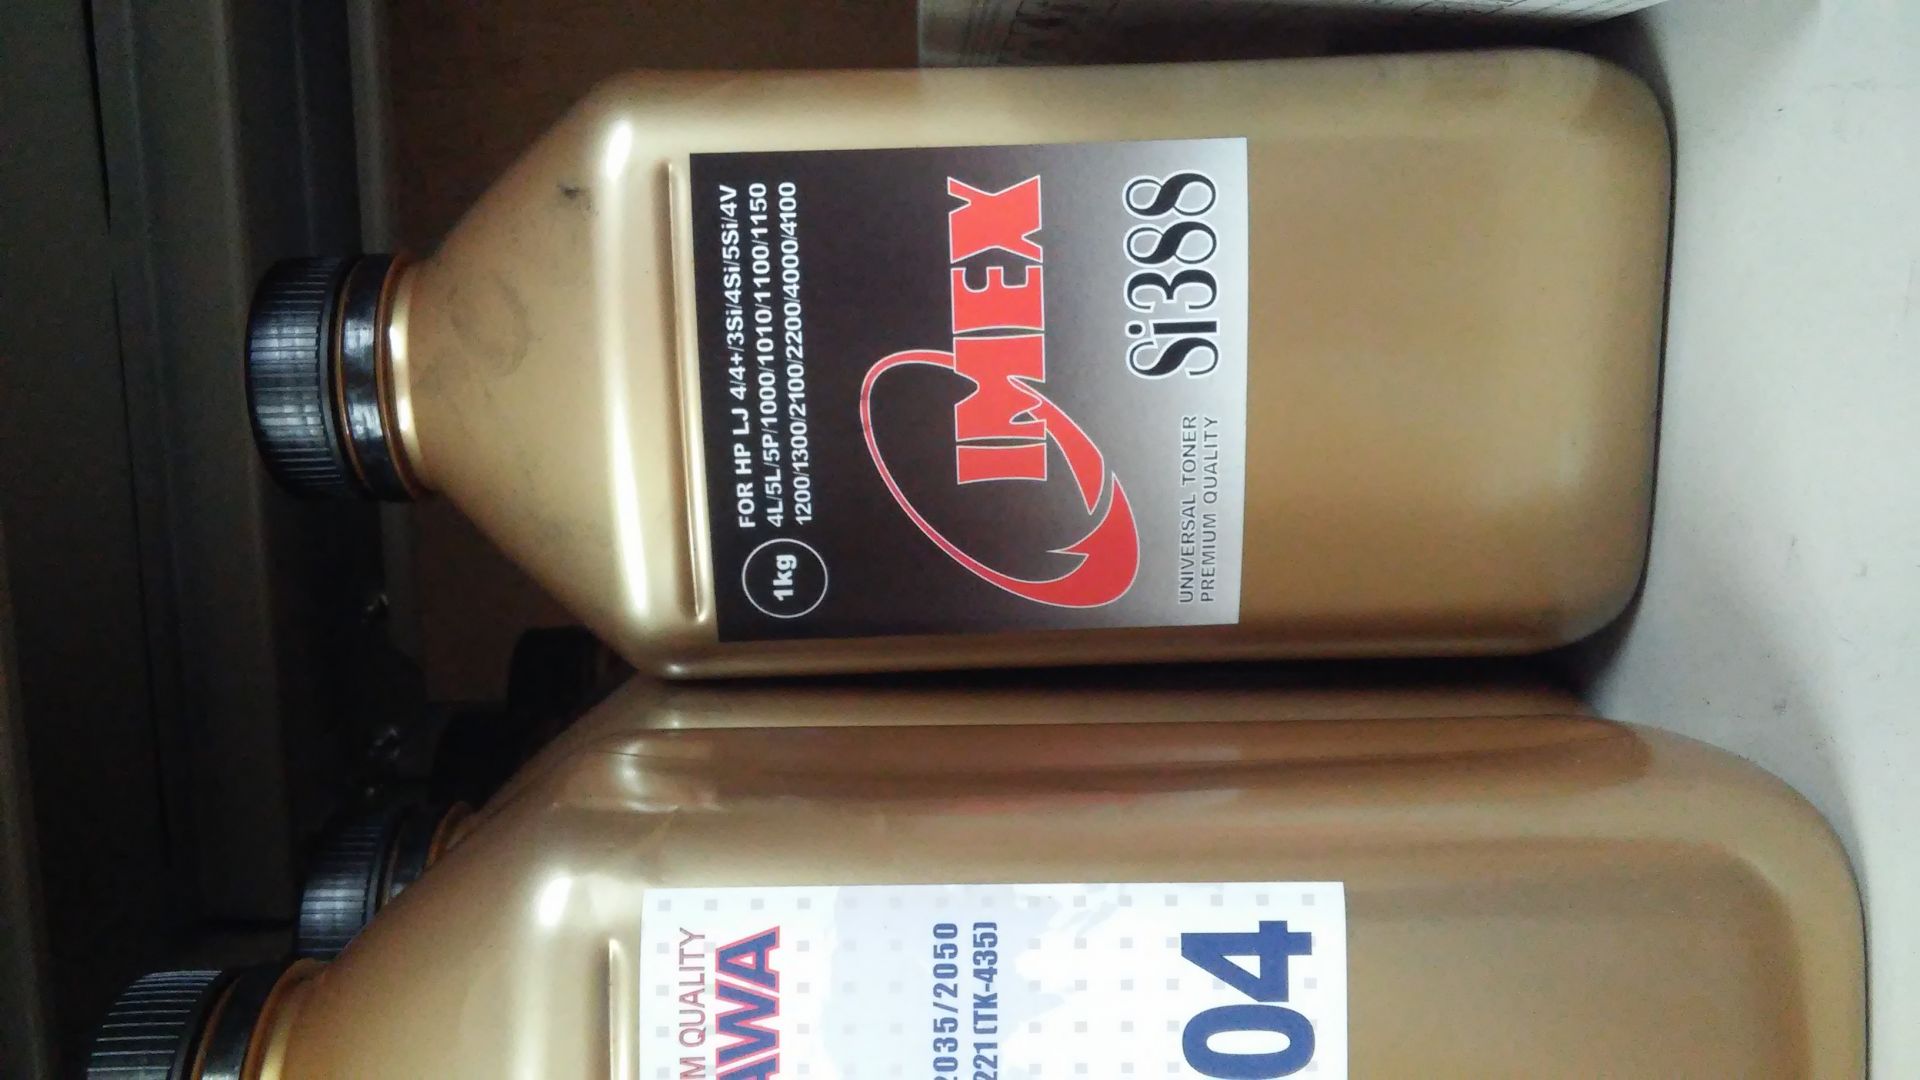 FOR HP LJ 4/4+/3Si/4Si/5Si/4V
1kg 4L/5L/5P/1000/1010/1100/1150
1200/1300/2100/2200/4000/4100
IMEX
UNIVERSAL TONER
PREMIUM QUALITY
Si388
QUALITY
2035/2050
221(TK-435)
04